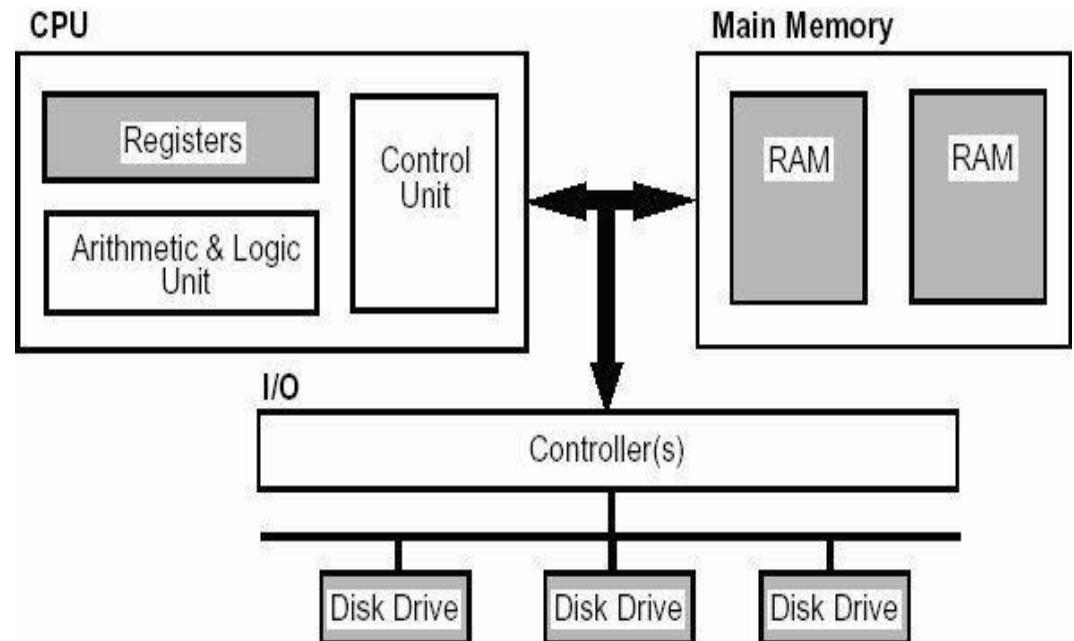 CPU
Main Memory
Registers
Control
Unit
Arithmetic & Logic
Unit
RAM
RAM
I/O
Controller(s)
Disk Drive
Disk Drive
Disk Drive